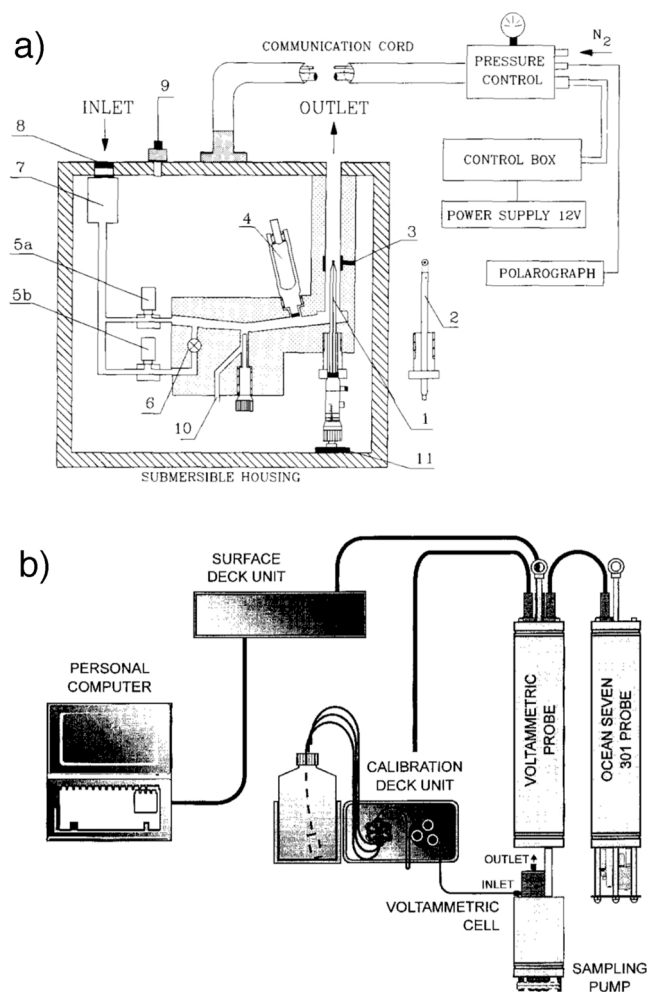 a)
COMMUNICATION CORD
N₂
PRESSURE
CONTROL
INLET
9
OUTLET
8
7
CONTROL BOX
4
3
POWER SUPPLY 12V
5a
POLAROGRAPH
5b
2
6
10
1
11
SUBMERSIBLE HOUSING
b)
SURFACE
DECK UNIT
PERSONAL
COMPUTER
VOLTAMMETRIC
PROBE
OCEAN SEVEN
301 PROBE
CALIBRATION
DECK UNIT
OUTLET
INLET
VOLTAMMETRIC
CELL
SAMPLING
PUMP